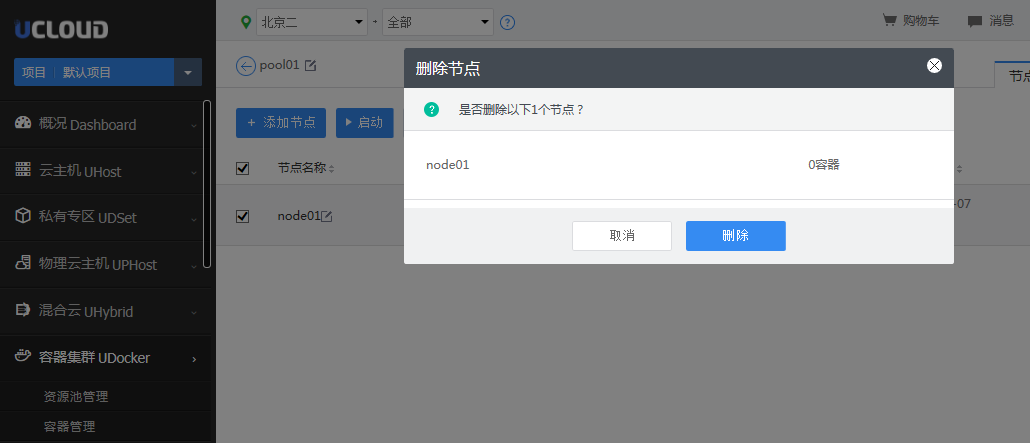 UCLOUD
项目 默认项目
概况 Dashboard
云主机 UHost
私有专区 UDSet
物理云主机 UPHost
混合云 UHybrid
容器集群 UDocker
资源池管理
容器管理
北京二 - 全部 ?
购物车 消息
pool01
节点
+ 添加节点 启动
节点名称
node01
-07
删除节点
? 是否删除以下1个节点？
node01 0容器
取消 删除